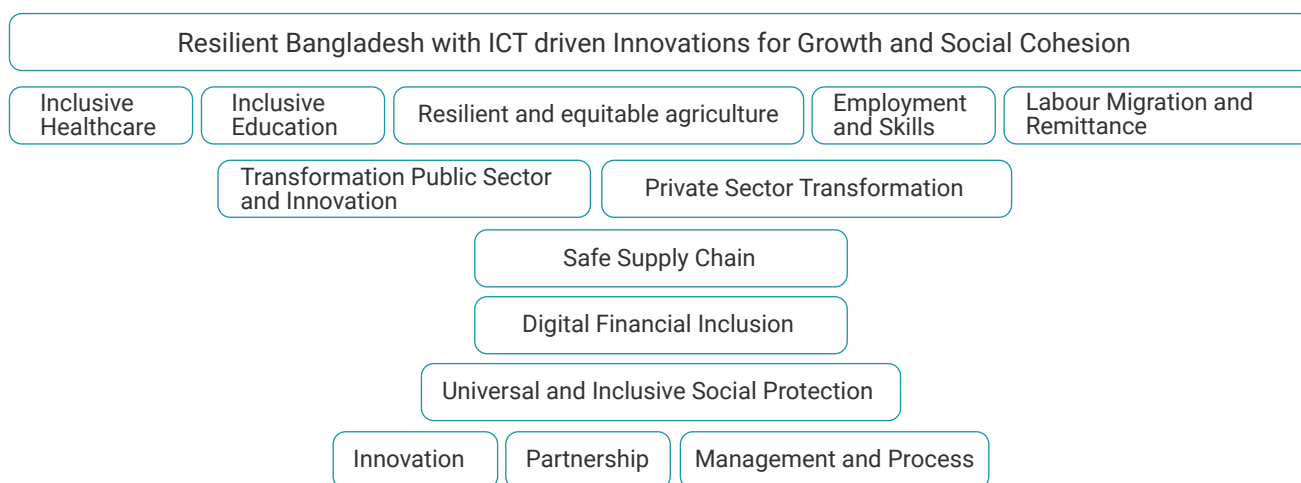 Resilient Bangladesh with ICT driven Innovations for Growth and Social Cohesion
Inclusive
Healthcare
Inclusive
Education
Resilient and equitable agriculture
Employment
and Skills
Labour Migration and
Remittance
Transformation Public Sector
and Innovation
Private Sector Transformation
Safe Supply Chain
Digital Financial Inclusion
Universal and Inclusive Social Protection
Innovation
Partnership
Management and Process